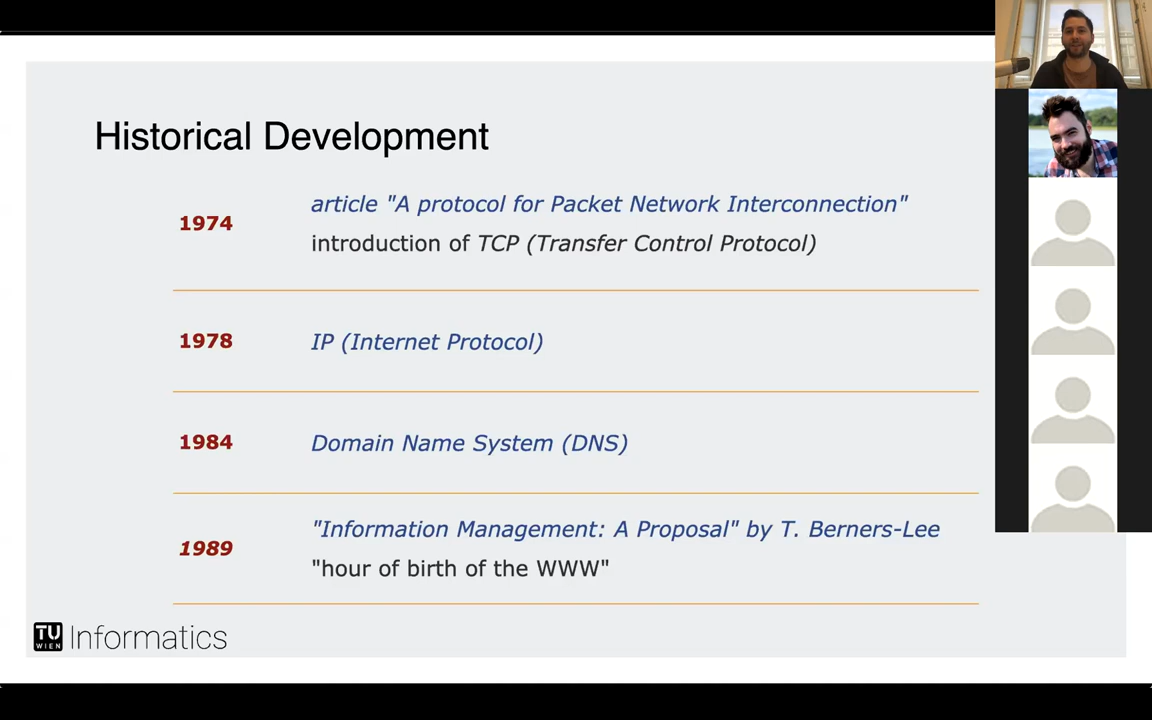 Historical Development
1974
article "A protocol for Packet Network Interconnection"
introduction of TCP (Transfer Control Protocol)
1978
IP (Internet Protocol)
1984
Domain Name System (DNS)
1989
"Information Management: A Proposal" by T. Berners-Lee
"hour of birth of the WWW"
TU
WIEN
Informatics